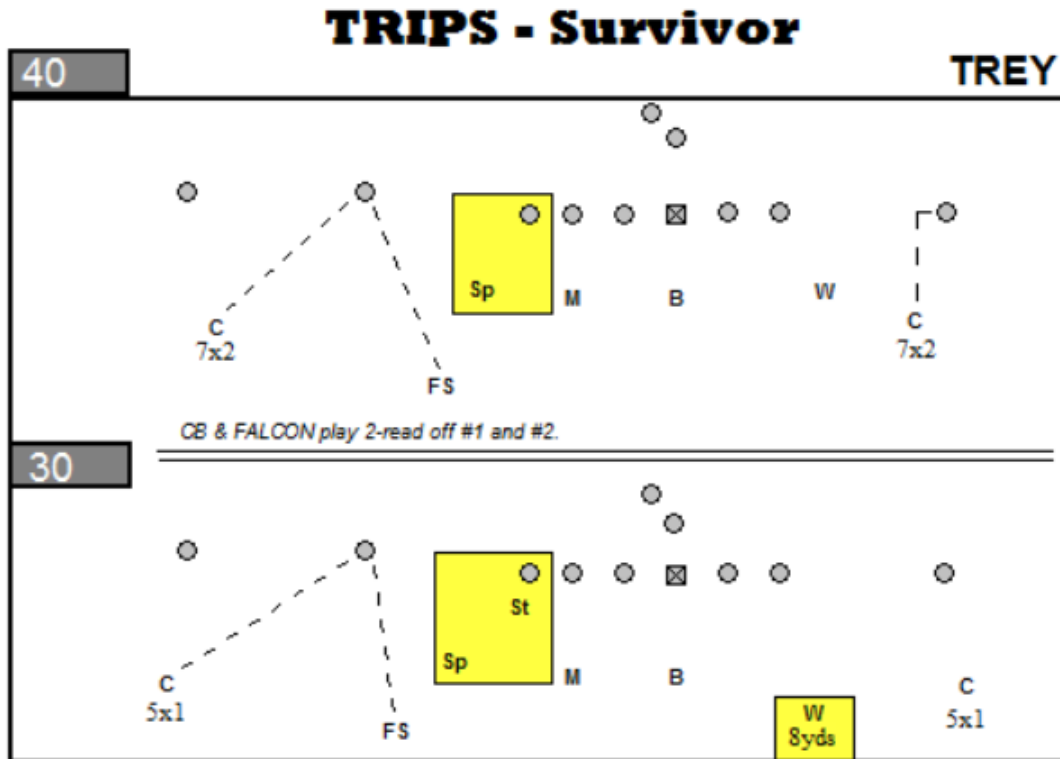 TRIPS - Survivor
40
TREY
Sp
M
B
W
C
7x2
C
7x2
FS
CB & FALCON play 2-read off #1 and #2.
30
St
Sp
M
B
C
5x1
FS
W
8yds
C
5x1